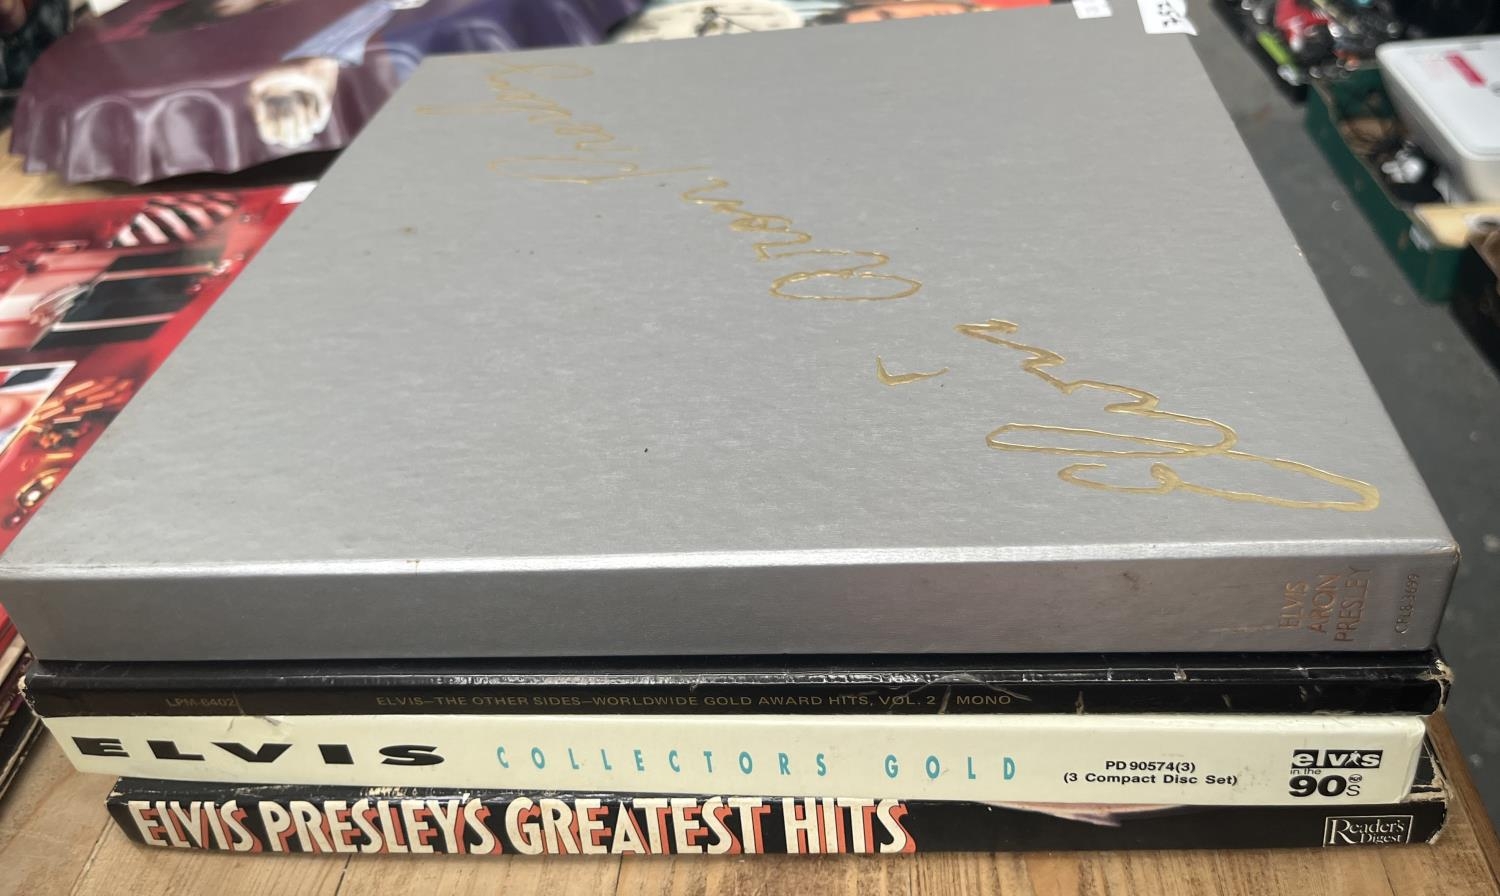 Elvis Aron Presley
ELVIS
ARON
PRESLEY
CPL8-3699
LPM-6402
ELVIS—THE OTHER SIDES—WORLDWIDE GOLD AWARD HITS, VOL. 2 MONO
ELVIS COLLECTORS GOLD
PD 90574(3)
(3 Compact Disc Set)
elvis
in the
90s
ELVIS PRESLEY'S GREATEST HITS
Reader's
Digest